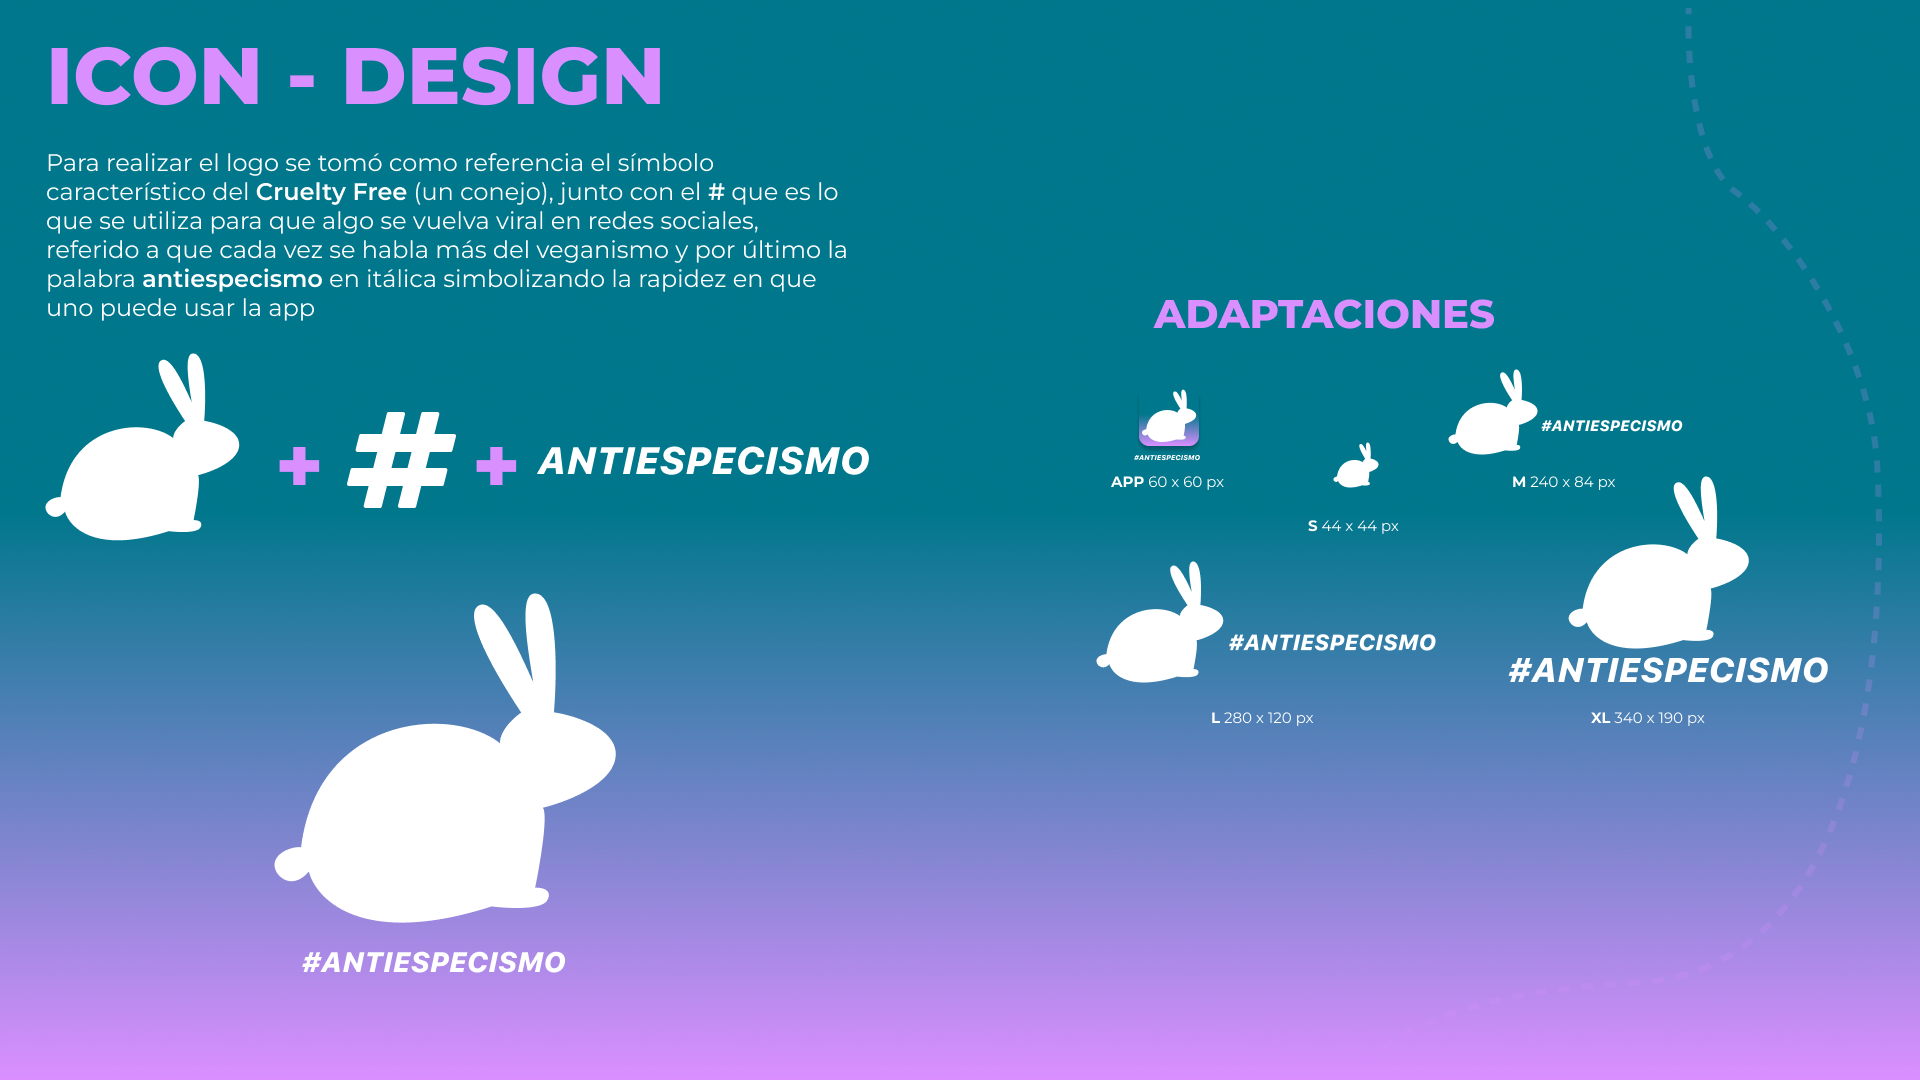 ICON - DESIGN
Para realizar el logo se tomó como referencia el símbolo
característico del Cruelty Free (un conejo), junto con el # que es lo
que se utiliza para que algo se vuelva viral en redes sociales,
referido a que cada vez se habla más del veganismo y por último la
palabra antiespecismo en itálica simbolizando la rapidez en que
uno puede usar la app
+ # + ANTIESPECISMO
#ANTIESPECISMO
ADAPTACIONES
#ANTIESPECISMO
APP 60 x 60 px
S 44 x 44 px
#ANTIESPECISMO
M 240 x 84 px
#ANTIESPECISMO
L 280 x 120 px
#ANTIESPECISMO
XL 340 x 190 px